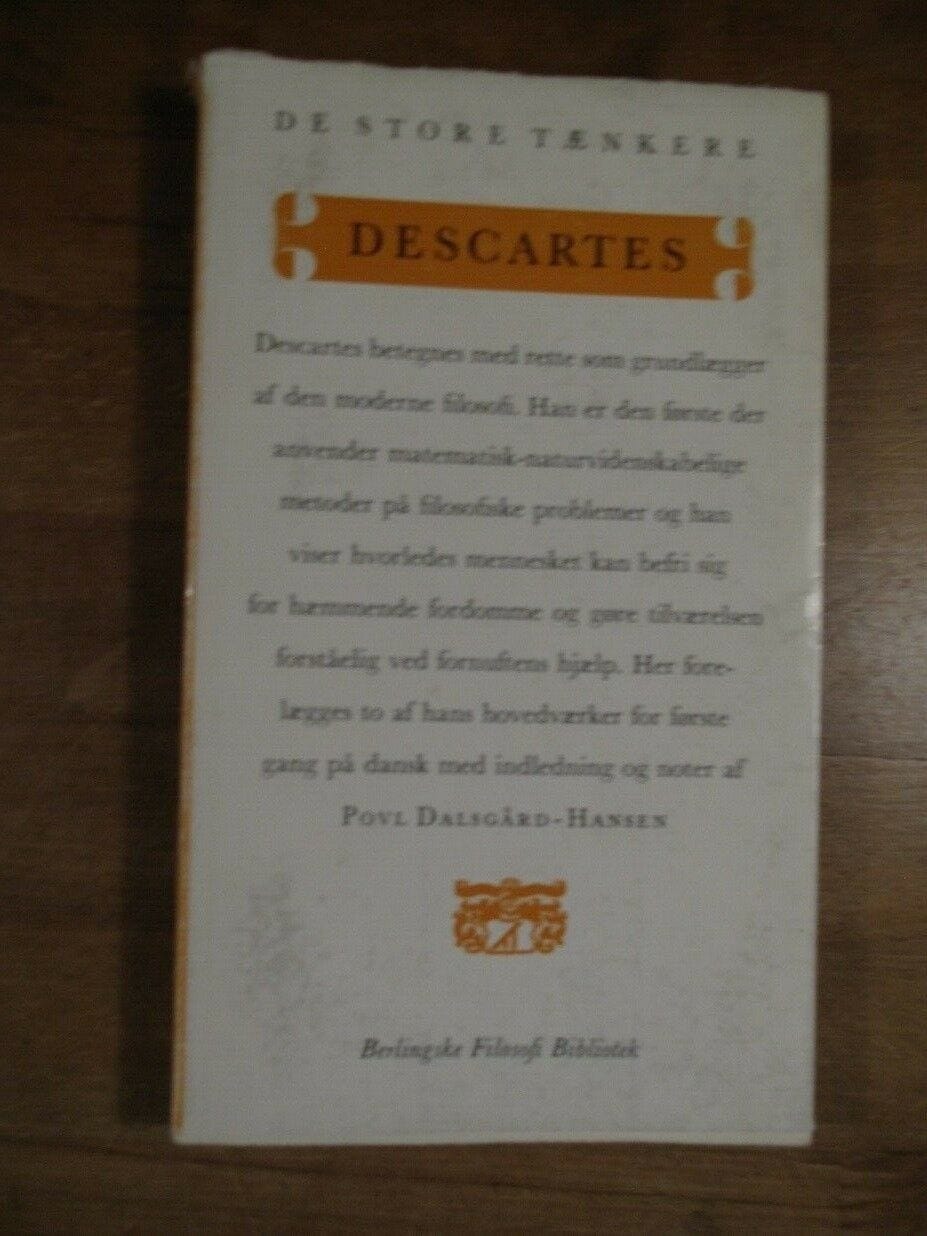 DE STORE TÆNKERE
DESCARTES
Descartes betegnes med rette som grundlægger
af den moderne filosofi. Han er den første der
anvender matematisk-naturvidenskabelige
metoder på filosofiske problemer og han
viser hvorledes mennesket kan befri sig
for hæmmende fordomme og gøre tilværelsen
forståelig ved fornuftens hjælp. Her fore-
lægges to af hans hovedværker for første
gang på dansk med indledning og noter af
POVL DALSGÅRD-HANSEN
Berlingske Filosofi Bibliotek